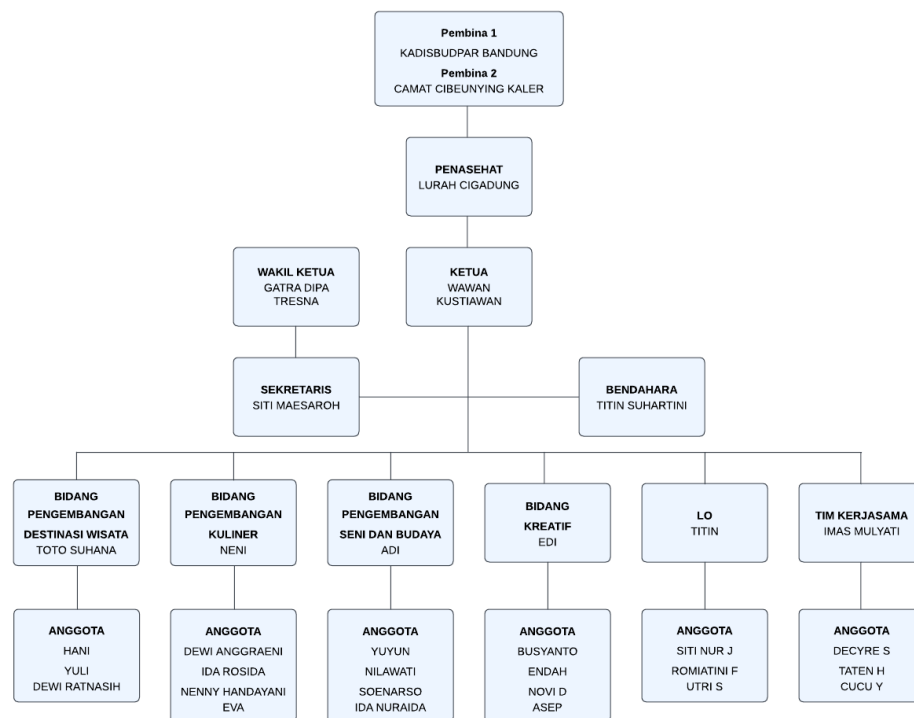 Pembina 1
KADISBUDPAR BANDUNG
Pembina 2
CAMAT CIBEUNYING KALER
PENASEHAT
LURAH CIGADUNG
WAKIL KETUA
GATRA DIPA
TRESNA
KETUA
WAWAN
KUSTIAWAN
SEKRETARIS
SITI MAESAROH
BENDAHARA
TITIN SUHARTINI
BIDANG
PENGEMBANGAN
DESTINASI WISATA
TOTO SUHANA
BIDANG
PENGEMBANGAN
KULINER
NENI
BIDANG
PENGEMBANGAN
SENI DAN BUDAYA
ADI
BIDANG
KREATIF
EDI
LO
TITIN
TIM KERJASAMA
IMAS MULYATI
ANGGOTA
HANI
YULI
DEWI RATNASIH
ANGGOTA
DEWI ANGGRAENI
IDA ROSIDA
NENNY HANDAYANI
EVA
ANGGOTA
YUYUN
NILAWATI
SOENARSO
IDA NURAIDA
ANGGOTA
BUSYANTO
ENDAH
NOVI D
ASEP
ANGGOTA
SITI NUR J
ROMIATINI F
UTRI S
ANGGOTA
DECYRE S
TATEN H
CUCU Y